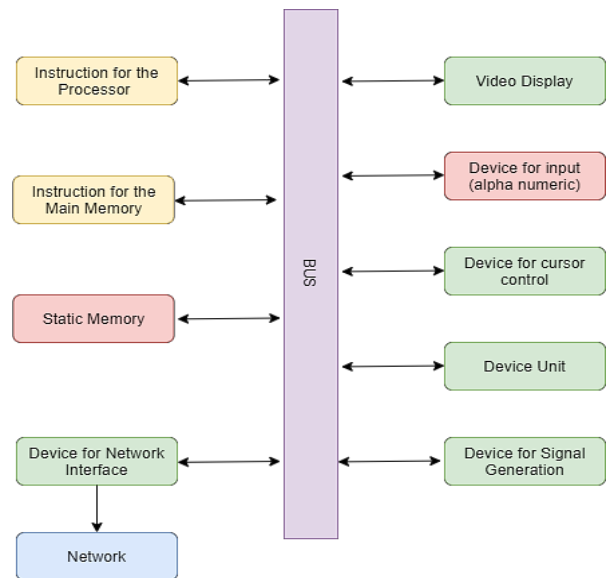 Instruction for the
Processor
Instruction for the
Main Memory
Static Memory
Device for Network
Interface
Network
BUS
Video Display
Device for input
(alpha numeric)
Device for cursor
control
Device Unit
Device for Signal
Generation